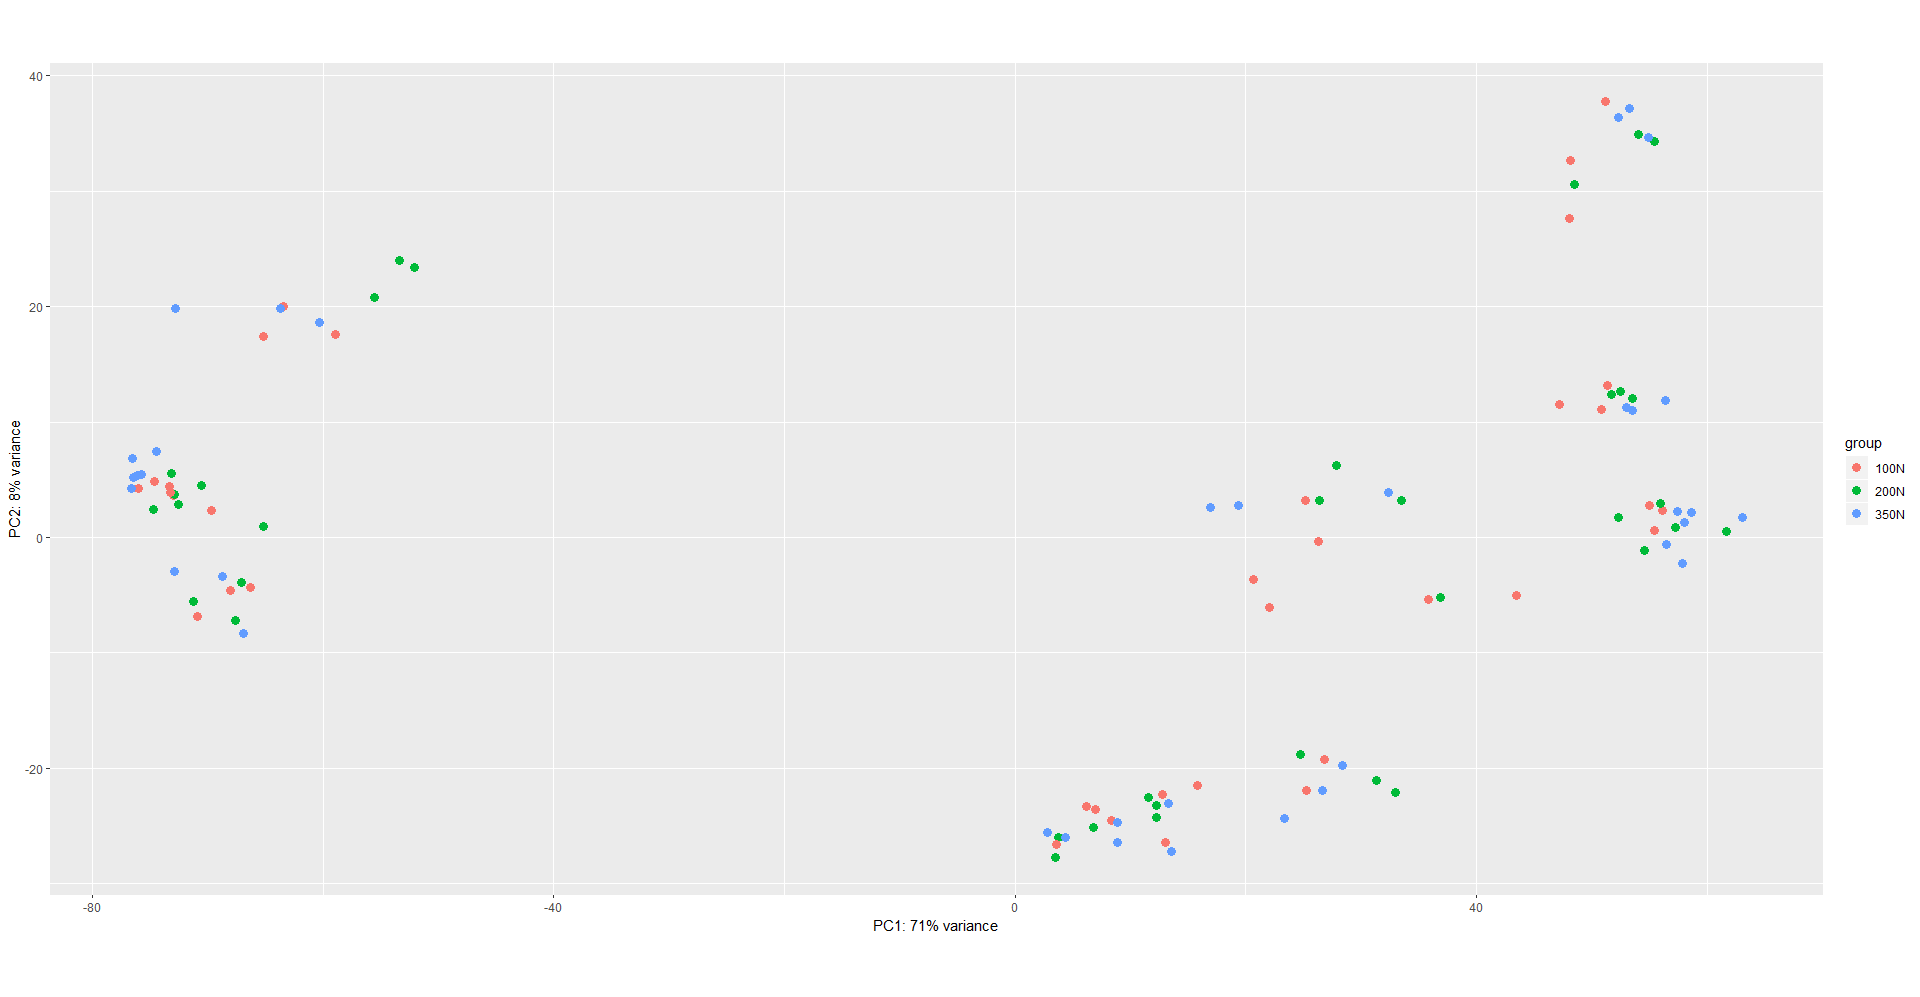 40
20
0
-20
PC2: 8% variance
-80
-40
0
40
PC1: 71% variance
group
100N
200N
350N